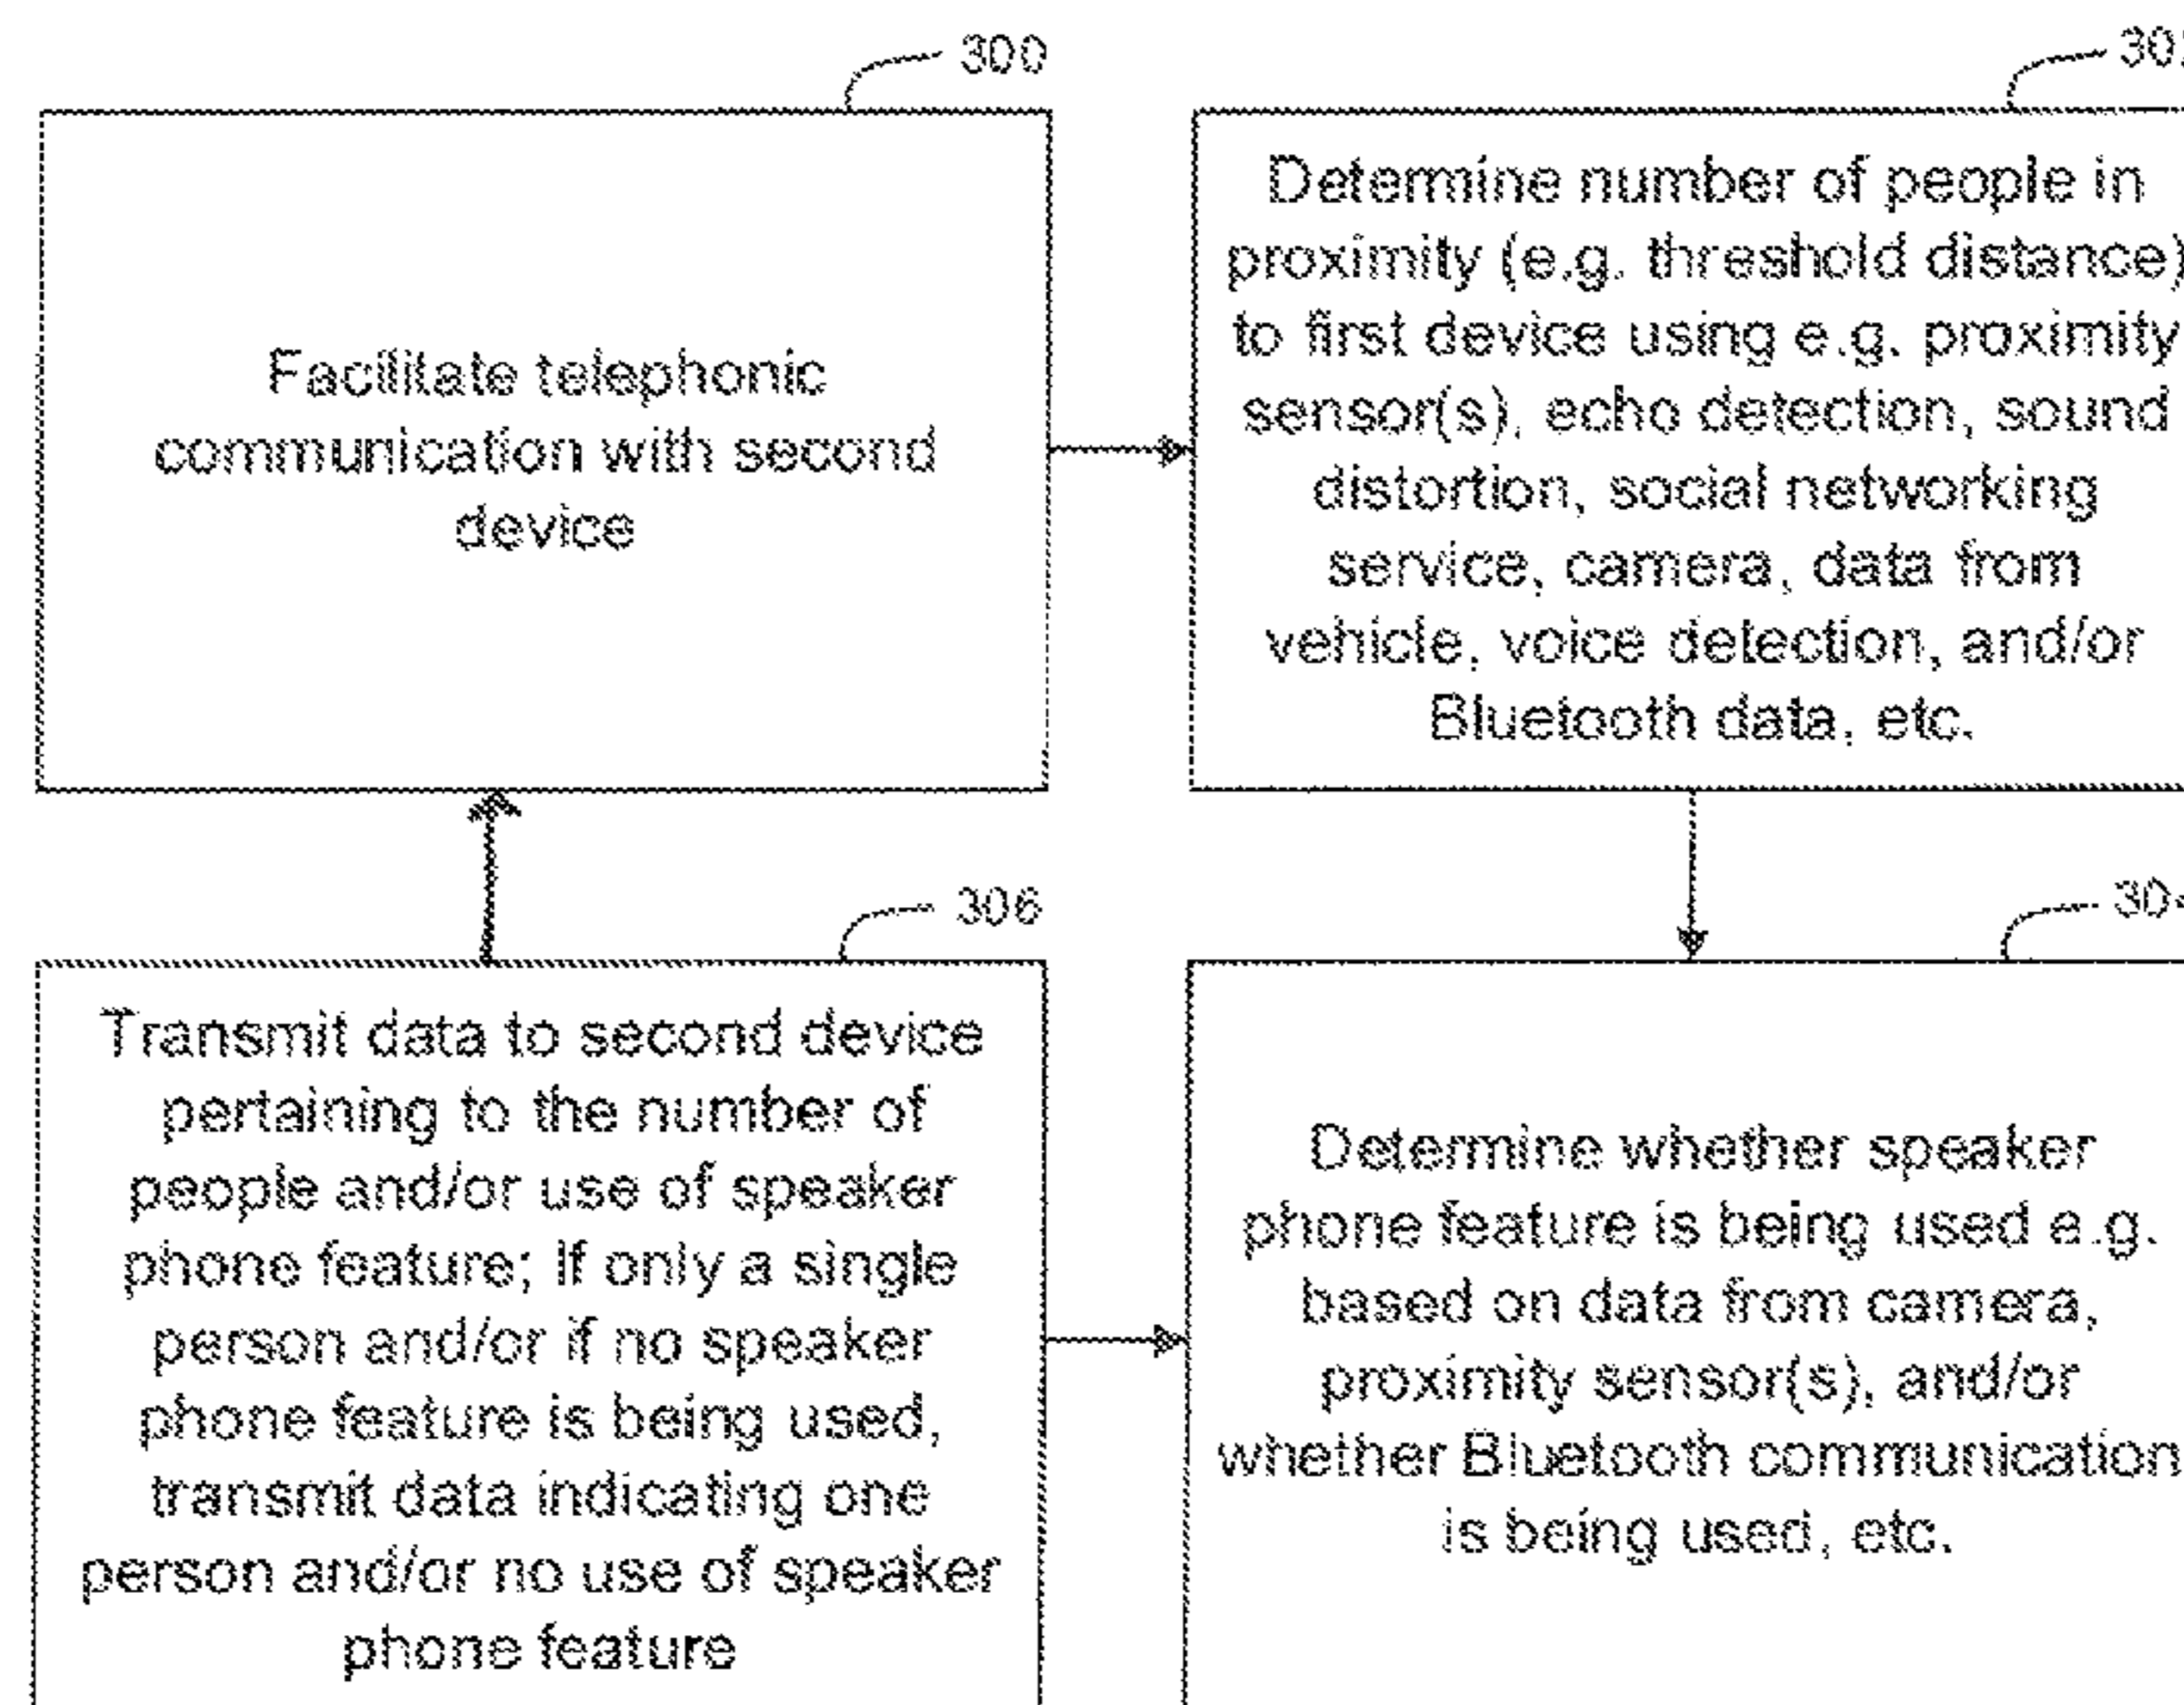 300
Facilitate telephonic
communication with second
device
Determine number of people in
proximity (e.g. threshold distance)
to first device using e.g. proximity
sensor(s), echo detection, sound
distortion, social networking
service, camera, data from
vehicle, voice detection, and/or
Bluetooth data, etc.
306
Transmit data to second device
pertaining to the number of
people and/or use of speaker
phone feature; if only a single
person and/or if no speaker
phone feature is being used,
transmit data indicating one
person and/or no use of speaker
phone feature
Determine whether speaker
phone feature is being used e.g.
based on data from camera,
proximity sensor(s), and/or
whether Bluetooth communication
is being used, etc.